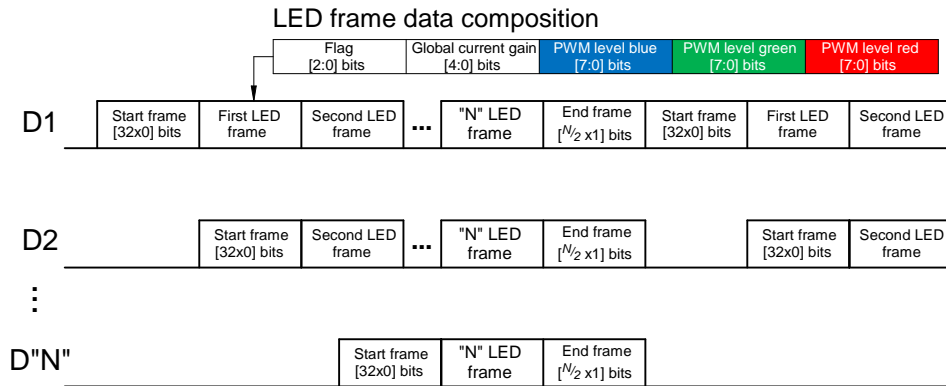 LED frame data composition
Flag Global current gain PWM level blue PWM level green PWM level red
[2:0] bits [4:0] bits [7:0] bits [7:0] bits [7:0] bits
D1
Start frame First LED Second LED ... "N" LED End frame Start frame First LED Second LED
[32x0] bits frame frame frame [N/2 x1] bits [32x0] bits frame frame
D2
Start frame Second LED ... "N" LED End frame Start frame Second LED
[32x0] bits frame frame [N/2 x1] bits [32x0] bits frame
⋮
D"N"
Start frame "N" LED End frame
[32x0] bits frame [N/2 x1] bits